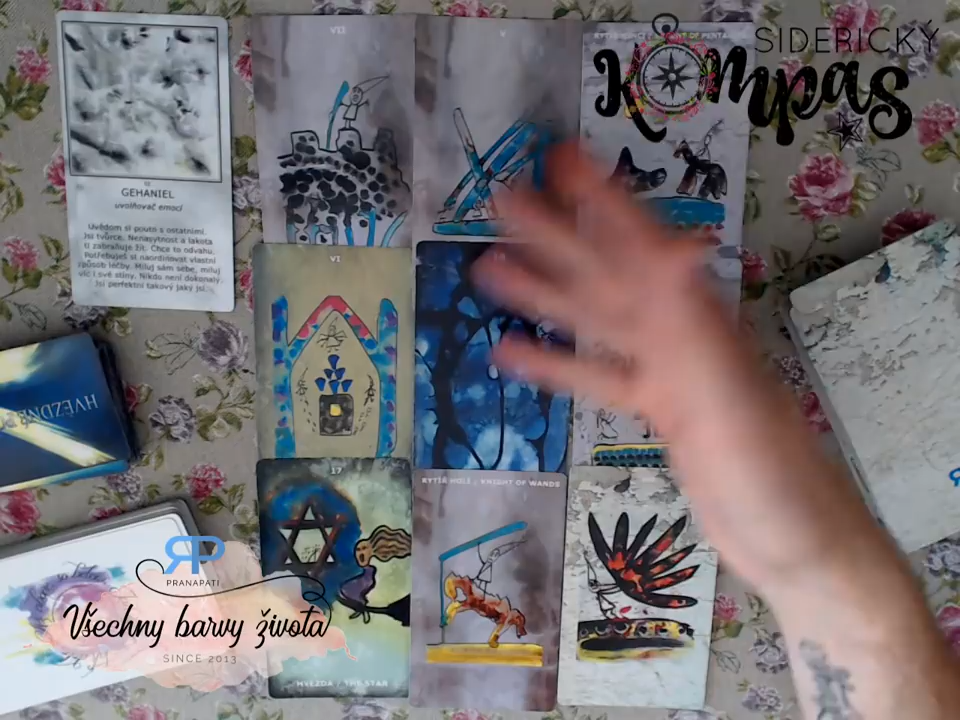 SIDERICKÝ
Kompas
VII
V
GEHANIEL
uvolňovač emocí
Uvědom si pouto s ostatními.
Jsi tvůrce. Nenasytnost a lakota
ti zabraňuje žít. Chce to odvahu.
Potřebuješ si naordinovat vlastní
způsob léčby. Miluj sám sebe, miluj
víc i své stíny. Nikdo není dokonalý.
Jsi perfektní takový jaký jsi.
VI
17
HVĚZDA / THE STAR
RYTÍŘ HOLÍ / KNIGHT OF WANDS
RP
PRANAPATI
Všechny barvy života
SINCE 2013